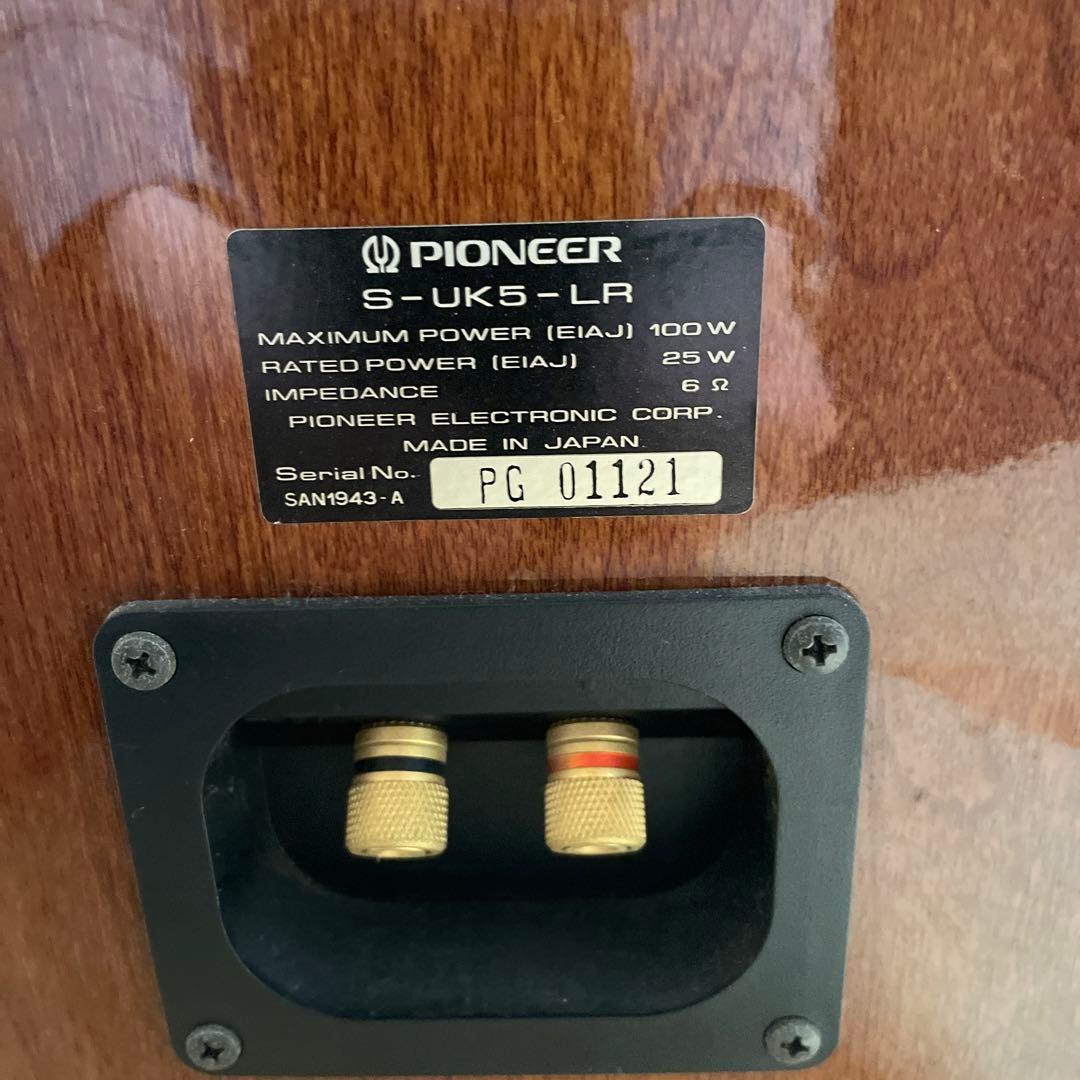 PIONEER
S-UK5-LR
MAXIMUM POWER (EIAJ) 100 W
RATED POWER (EIAJ) 25 W
IMPEDANCE 6 Ω
PIONEER ELECTRONIC CORP.
MADE IN JAPAN
Serial No. PG 01121
SAN1943-A